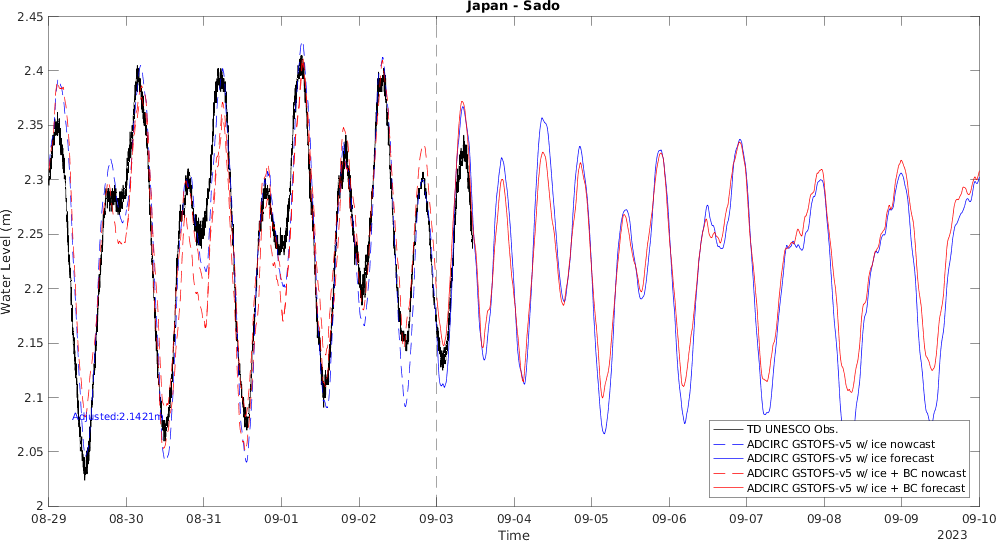 Japan - Sado
Water Level (m)
2.45
2.4
2.35
2.3
2.25
2.2
2.15
2.1
2.05
2
Adjusted:2.1421m
TD UNESCO Obs.
ADCIRC GSTOFS-v5 w/ ice nowcast
ADCIRC GSTOFS-v5 w/ ice forecast
ADCIRC GSTOFS-v5 w/ ice + BC nowcast
ADCIRC GSTOFS-v5 w/ ice + BC forecast
08-29 08-30 08-31 09-01 09-02 09-03 09-04 09-05 09-06 09-07 09-08 09-09 09-10
Time
2023